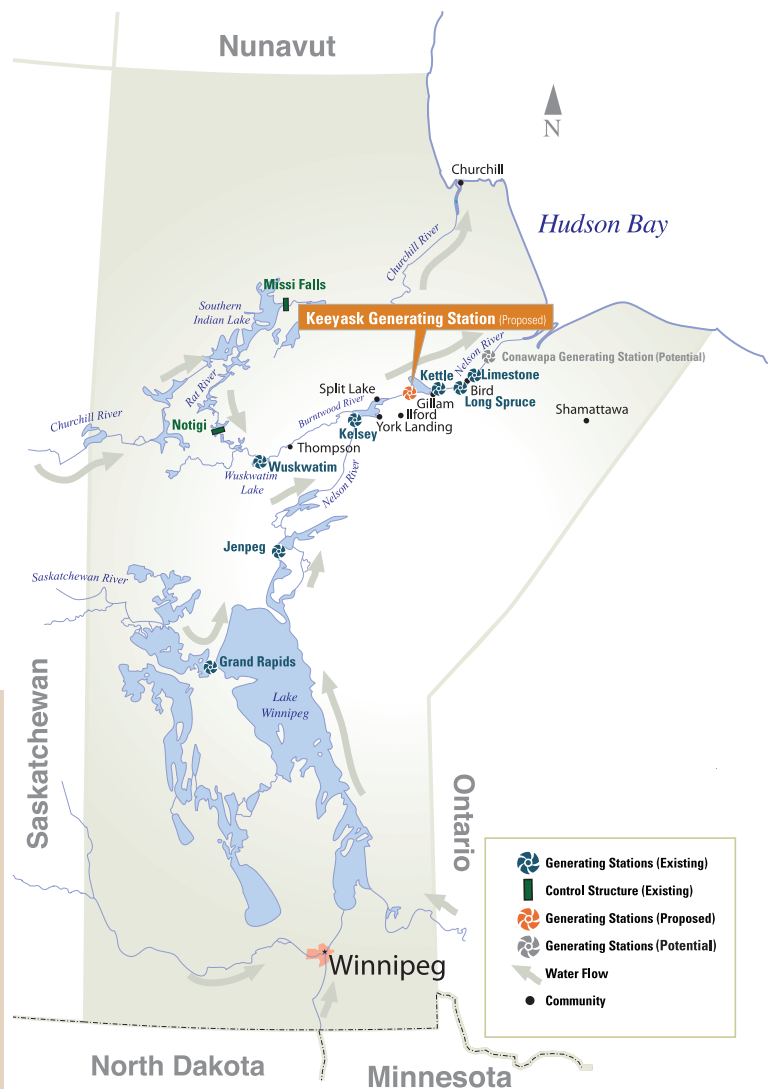 Nunavut
N
Churchill
Hudson Bay
Churchill River
Missi Falls
Southern
Indian Lake
Keeyask Generating Station (Proposed)
Rat River
Nelson River
Conawapa Generating Station (Potential)
Kettle
Limestone
Split Lake
Gillam
Bird
Long Spruce
Burntwood River
Ilford
Shamattawa
Churchill River
Notigi
Kelsey
York Landing
Thompson
Wuskwatim
Wuskwatim
Lake
Nelson River
Jenpeg
Saskatchewan River
Grand Rapids
Lake
Winnipeg
Saskatchewan
Ontario
Generating Stations (Existing)
Control Structure (Existing)
Generating Stations (Proposed)
Generating Stations (Potential)
Water Flow
Community
Winnipeg
North Dakota
Minnesota